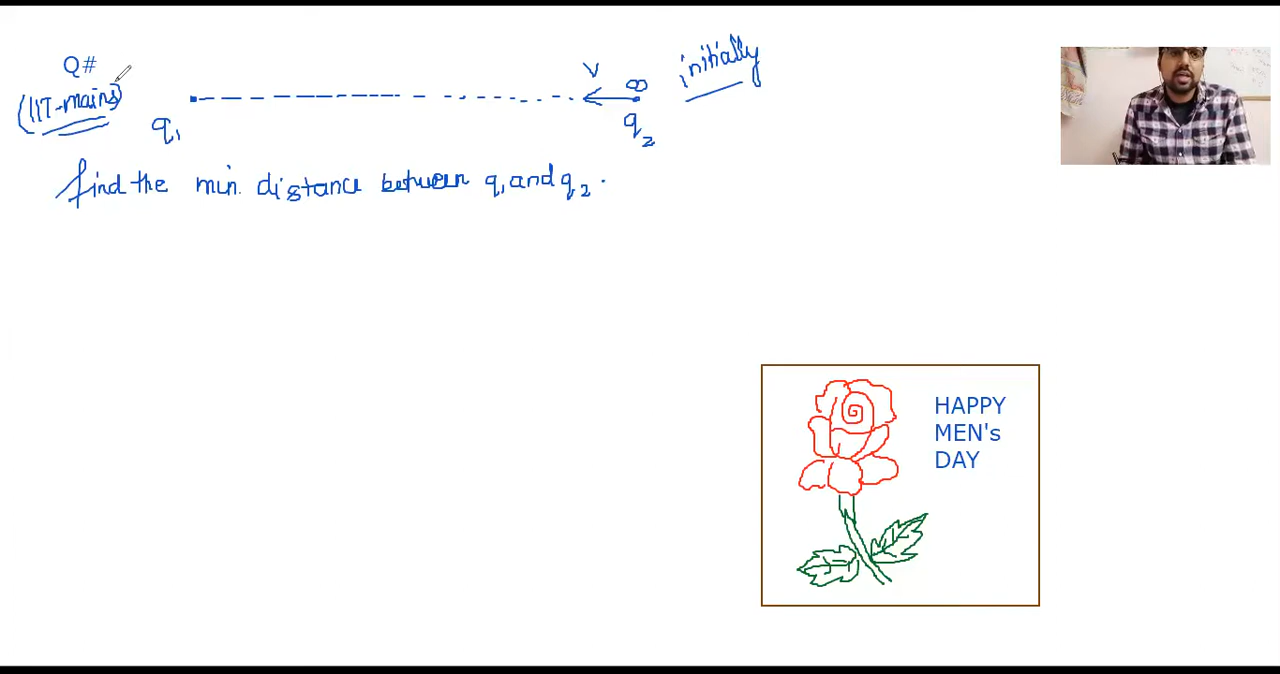 Q#
(IIT-mains)
V
∞
initially
q1
q2
find the min. distance between q1 and q2.
HAPPY
MEN's
DAY